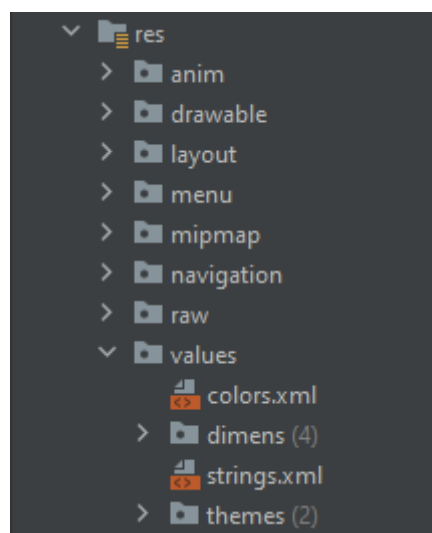 res
anim
drawable
layout
menu
mipmap
navigation
raw
values
colors.xml
dimens (4)
strings.xml
themes (2)